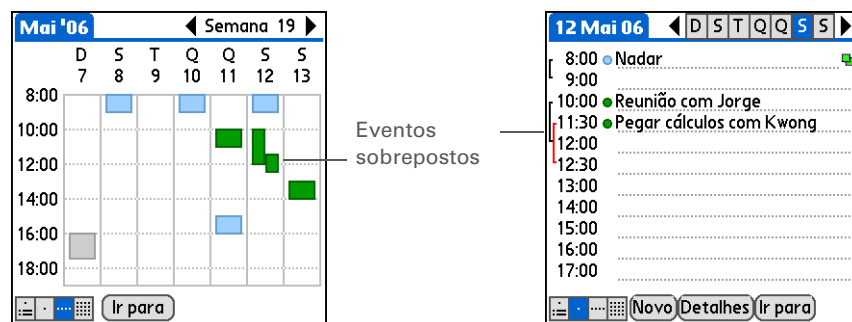 Mai '06 Semana 19
D S T Q Q S S
7 8 9 10 11 12 13
8:00
10:00
12:00
14:00
16:00
18:00
Ir para
Eventos
sobrepostos
12 Mai 06 D S T Q Q S S
8:00 Nadar
9:00
10:00 Reunião com Jorge
11:30 Pegar cálculos com Kwong
12:00
12:30
13:00
14:00
15:00
16:00
17:00
Novo Detalhes Ir para